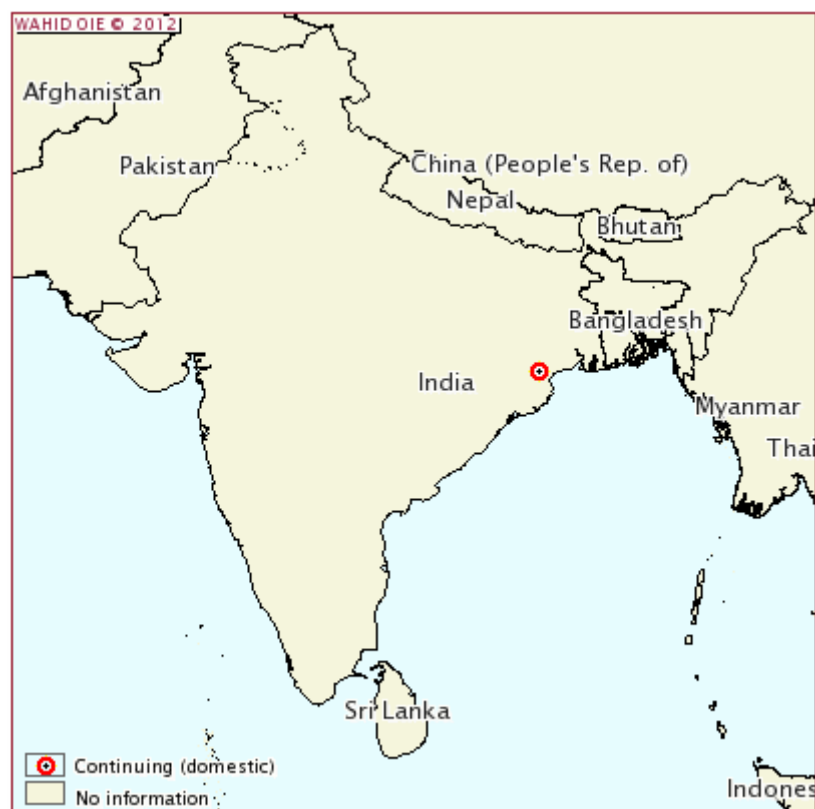 WAHID OIE © 2012
Afghanistan
Pakistan
China (People's Rep. of)
Nepal
Bhutan
Bangladesh
India
Myanmar
Thai
Sri Lanka
Continuing (domestic)
Indones
No information